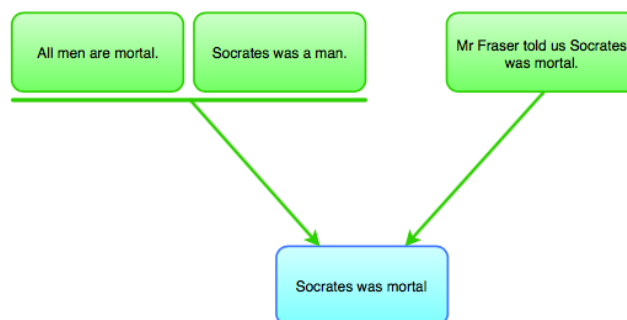 All men are mortal.
Socrates was a man.
Mr Fraser told us Socrates
was mortal.
Socrates was mortal